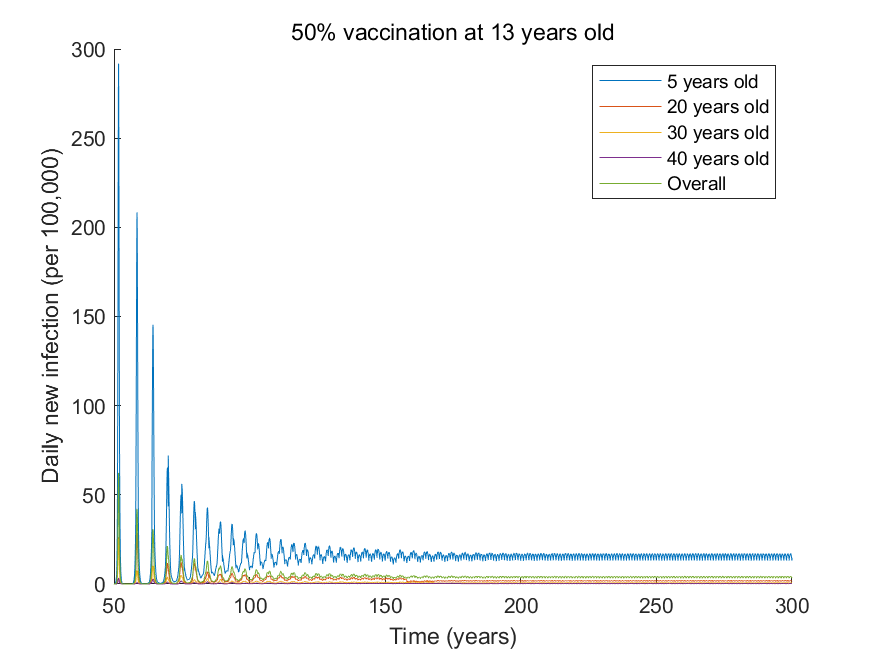 50% vaccination at 13 years old
300
250
200
150
100
50
0
Daily new infection (per 100,000)
5 years old
20 years old
30 years old
40 years old
Overall
50 100 150 200 250 300
Time (years)